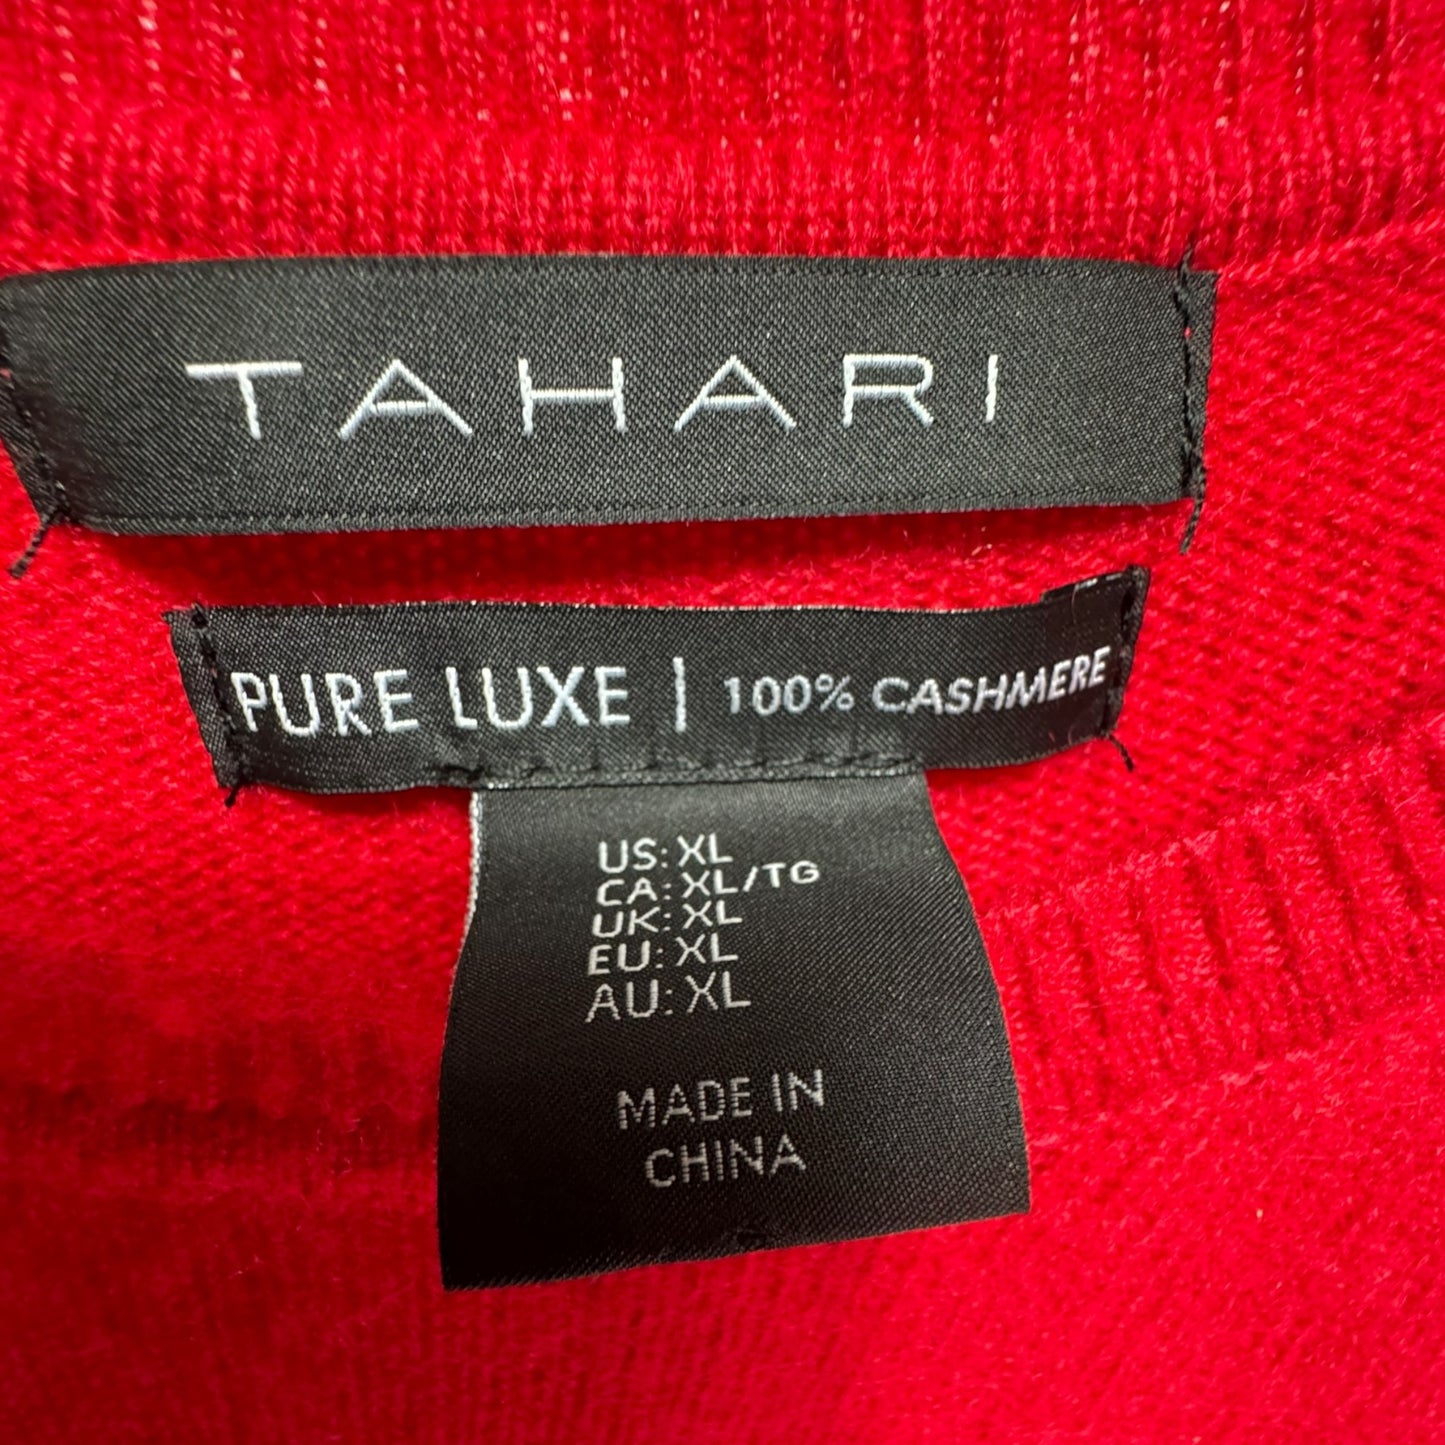 TAHARI
PURE LUXE | 100% CASHMERE
US: XL
CA: XL/TG
UK: XL
EU: XL
AU: XL
MADE IN
CHINA